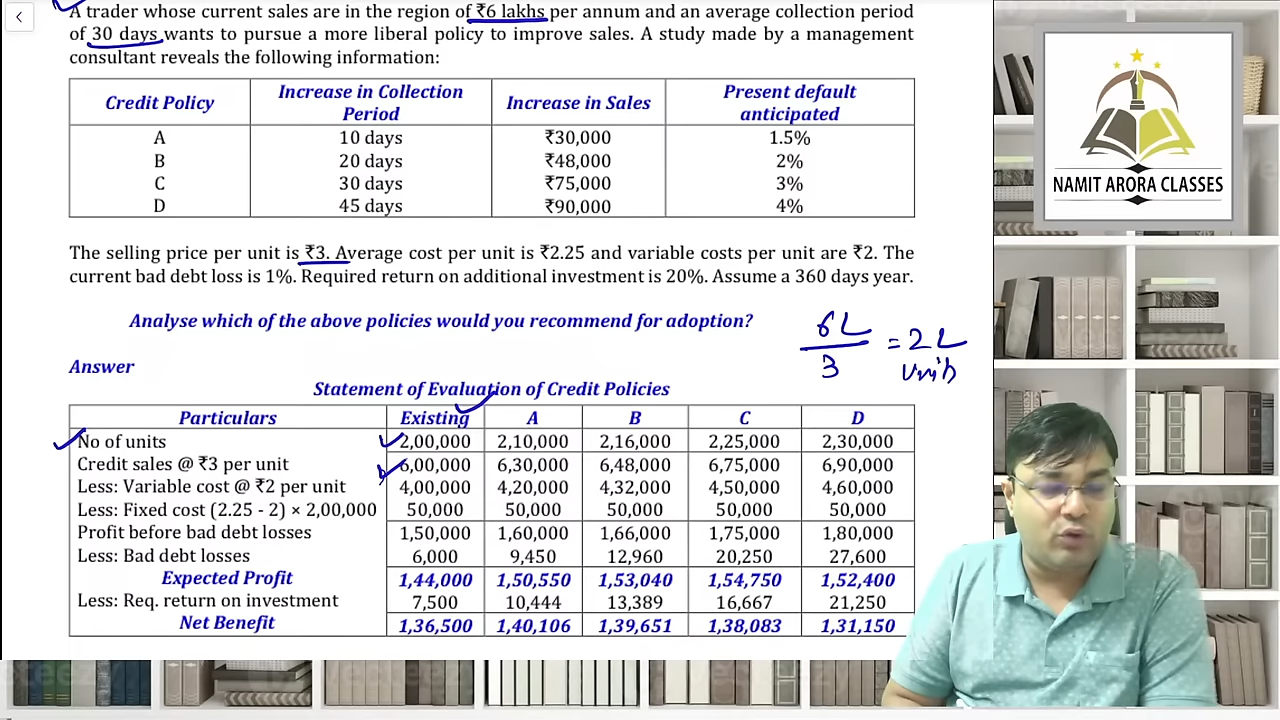 A trader whose current sales are in the region of ₹6 lakhs per annum and an average collection period
of 30 days wants to pursue a more liberal policy to improve sales. A study made by a management
consultant reveals the following information:
Credit Policy Increase in Collection Period Increase in Sales Present default anticipated
A 10 days ₹30,000 1.5%
B 20 days ₹48,000 2%
C 30 days ₹75,000 3%
D 45 days ₹90,000 4%
The selling price per unit is ₹3. Average cost per unit is ₹2.25 and variable costs per unit are ₹2. The
current bad debt loss is 1%. Required return on additional investment is 20%. Assume a 360 days year.
Analyse which of the above policies would you recommend for adoption?
6L/3 = 2L units
Answer
Statement of Evaluation of Credit Policies
Particulars Existing A B C D
No of units 2,00,000 2,10,000 2,16,000 2,25,000 2,30,000
Credit sales @ ₹3 per unit 6,00,000 6,30,000 6,48,000 6,75,000 6,90,000
Less: Variable cost @ ₹2 per unit 4,00,000 4,20,000 4,32,000 4,50,000 4,60,000
Less: Fixed cost (2.25 - 2) × 2,00,000 50,000 50,000 50,000 50,000 50,000
Profit before bad debt losses 1,50,000 1,60,000 1,66,000 1,75,000 1,80,000
Less: Bad debt losses 6,000 9,450 12,960 20,250 27,600
Expected Profit 1,44,000 1,50,550 1,53,040 1,54,750 1,52,400
Less: Req. return on investment 7,500 10,444 13,389 16,667 21,250
Net Benefit 1,36,500 1,40,106 1,39,651 1,38,083 1,31,150
NAMIT ARORA CLASSES